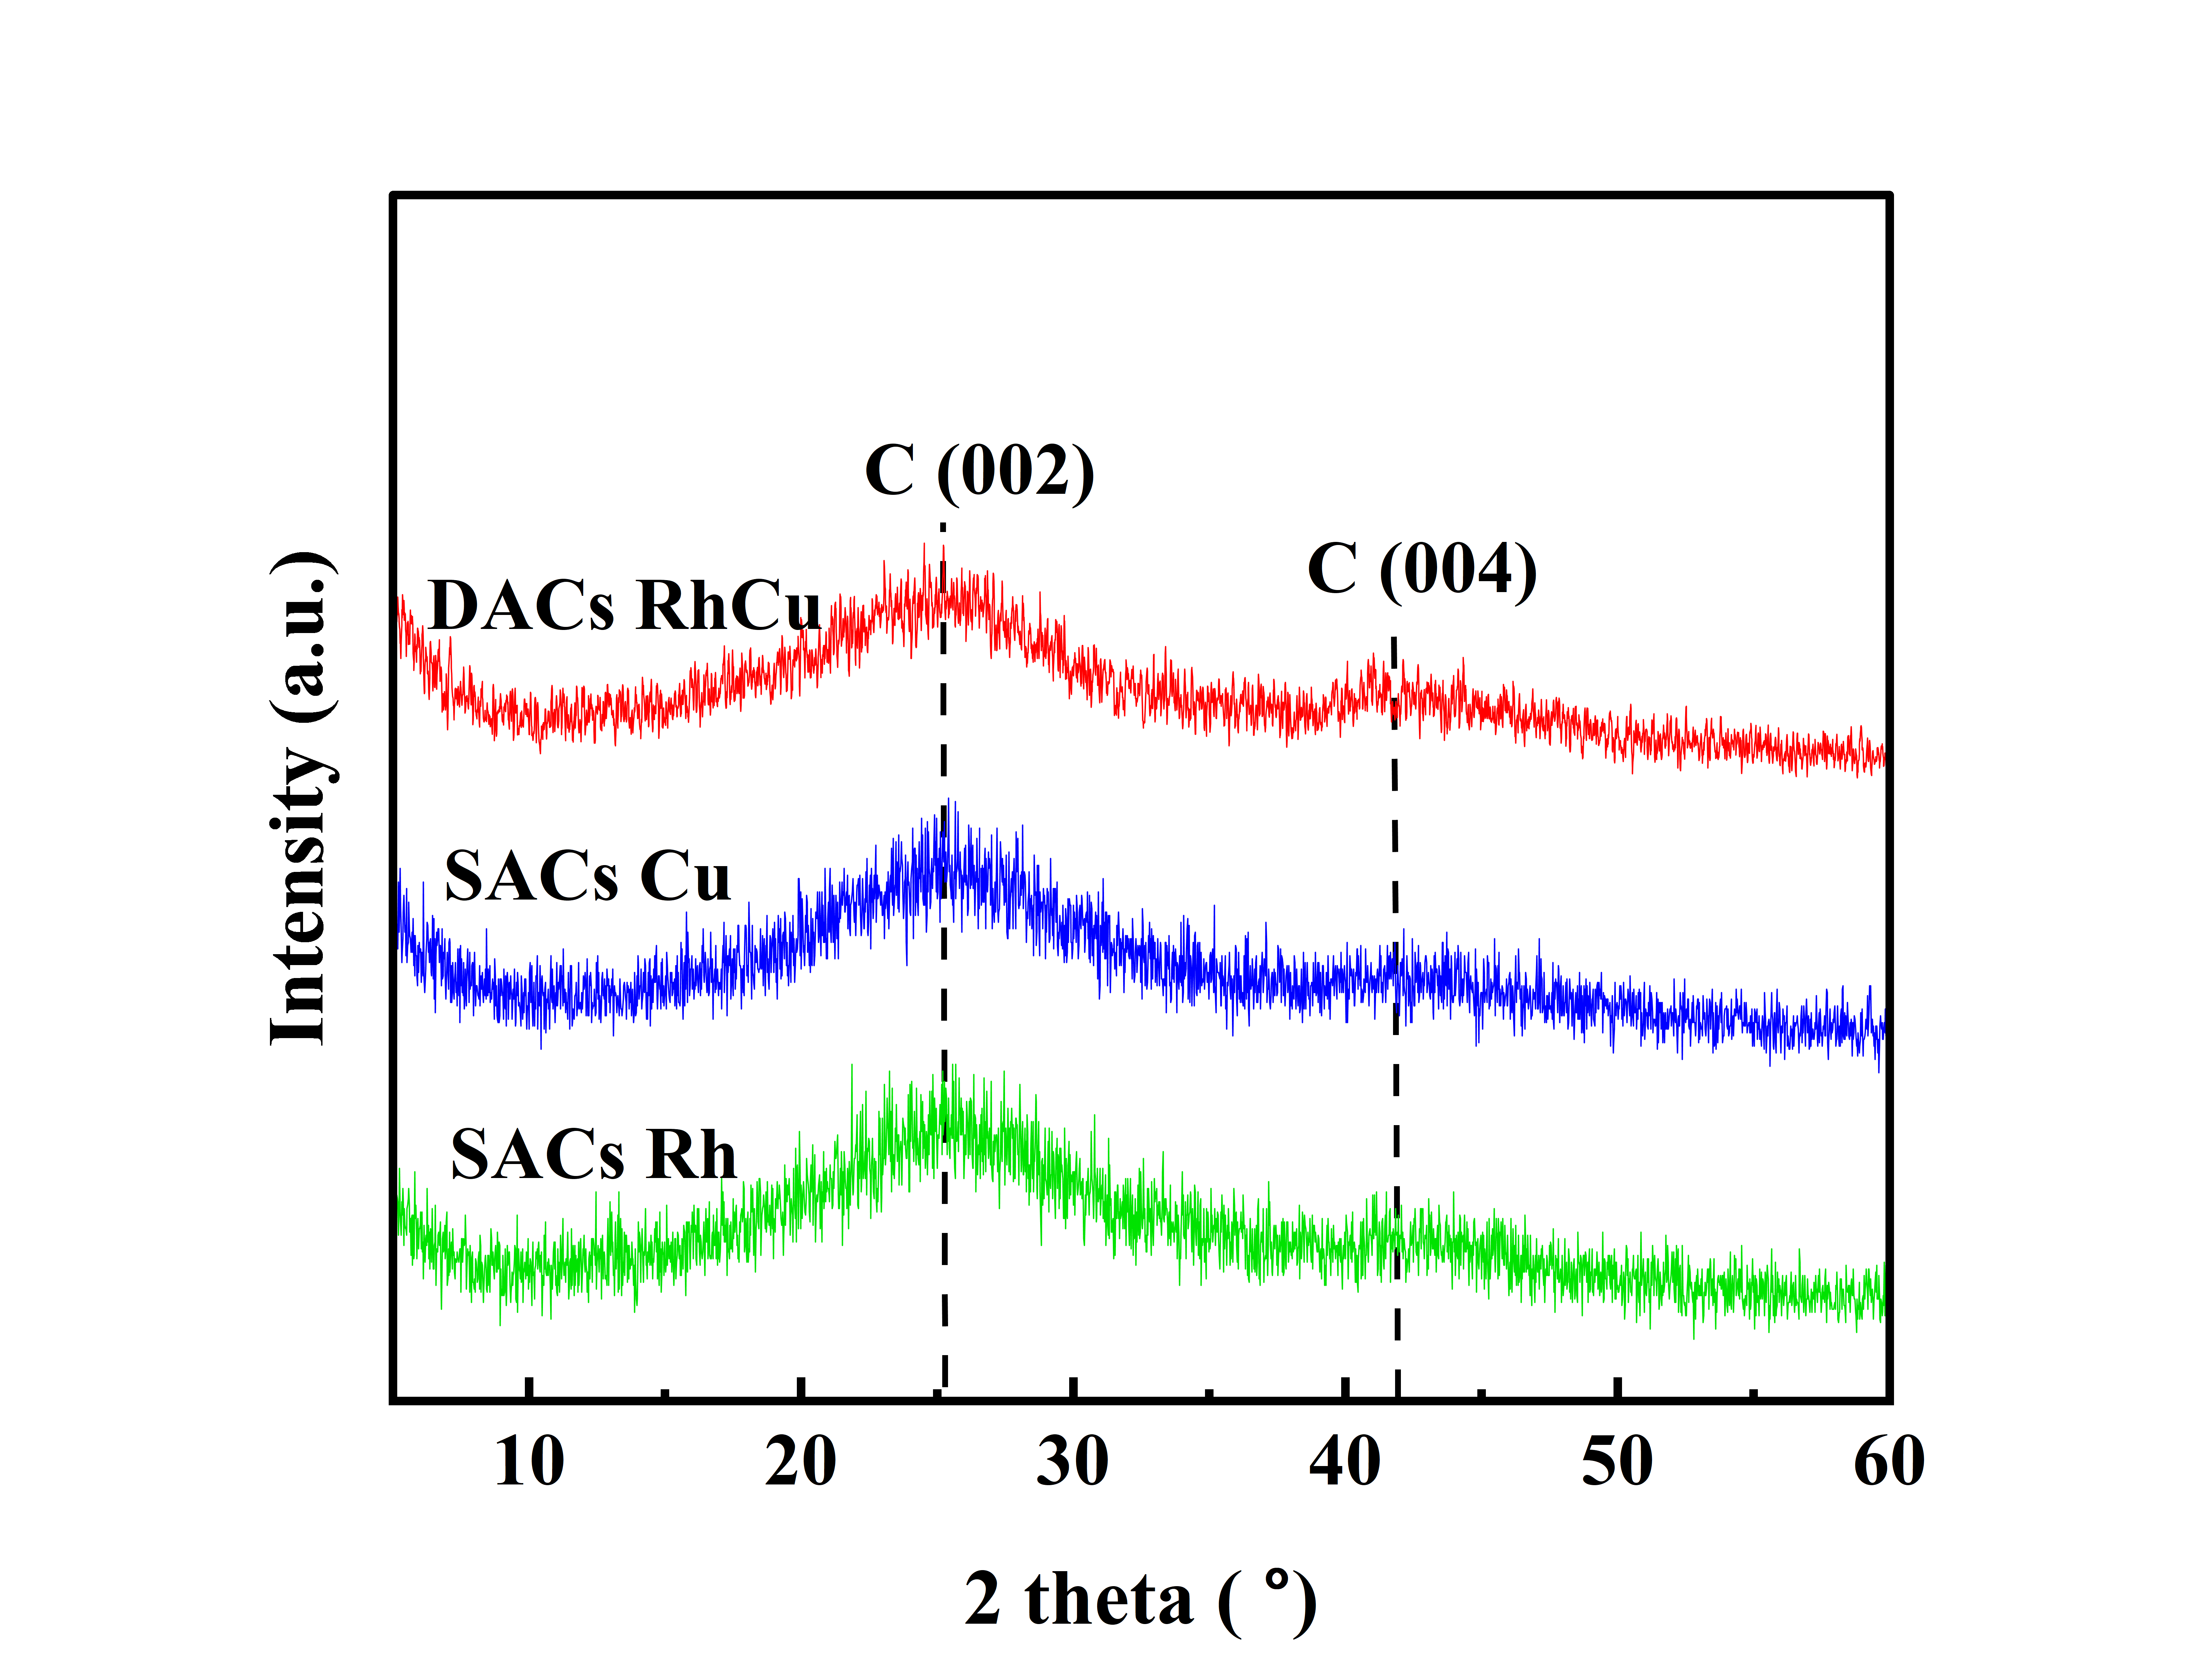 C (002)
C (004)
DACs RhCu
SACs Cu
SACs Rh
Intensity (a.u.)
10 20 30 40 50 60
2 theta ( °)